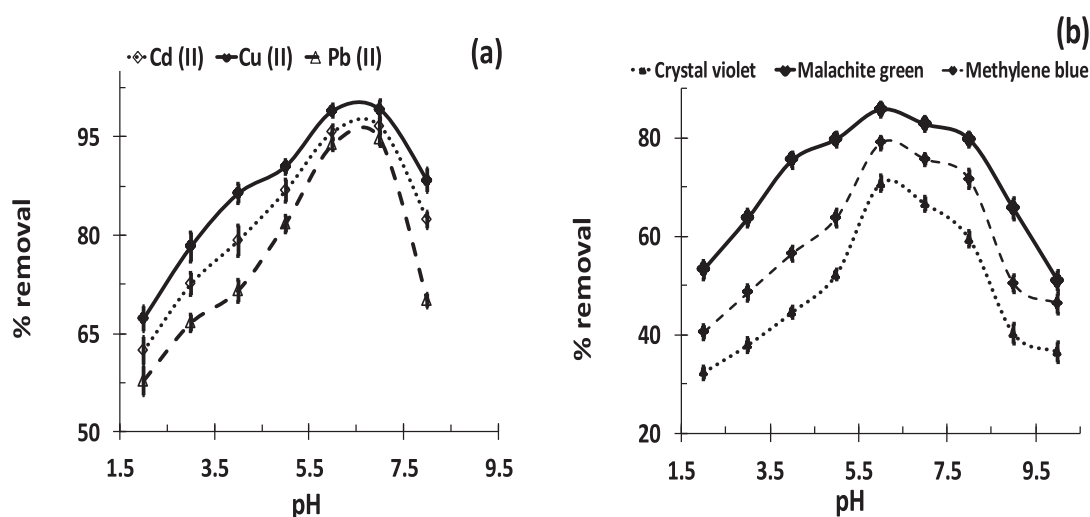 Cd (II) Cu (II) Pb (II) (a)
% removal
95
80
65
50
1.5 3.5 5.5 7.5 9.5
pH
(b)
Crystal violet Malachite green Methylene blue
% removal
80
60
40
20
1.5 3.5 5.5 7.5 9.5
pH